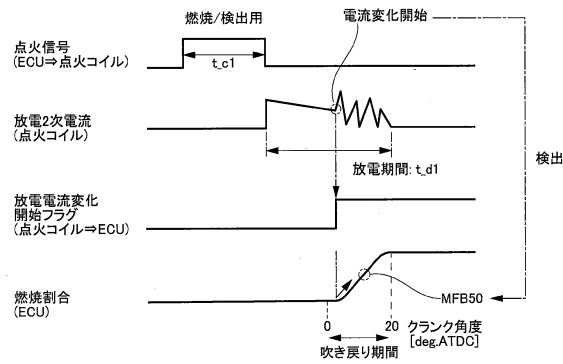 燃焼/検出用
電流変化開始
点火信号
(ECU⇒点火コイル)
t_c1
放電2次電流
(点火コイル)
検出
放電期間: t_d1
放電電流変化
開始フラグ
(点火コイル⇒ECU)
燃焼割合
(ECU)
MFB50
0
20
クランク角度
[deg.ATDC]
吹き戻り期間